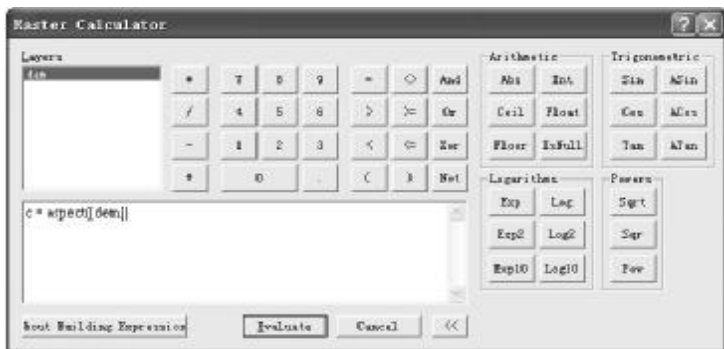 Raster Calculator
Layers
dem
Arithmetic
Trigonometric
* 7 8 9 = <> And
Abs Int
Sin ASin
/ 4 5 6 > >= Or
Ceil Float
Cos ACos
- 1 2 3 < <= Xor
Floor IsNull
Tan ATan
+ 0 . ( ) Not
Logarithms
Powers
c = aspect([dem])
Exp Log
Sqrt
Exp2 Log2
Sqr
Exp10 Log10
Pow
bout Building Expression
Evaluate
Cancel
<<